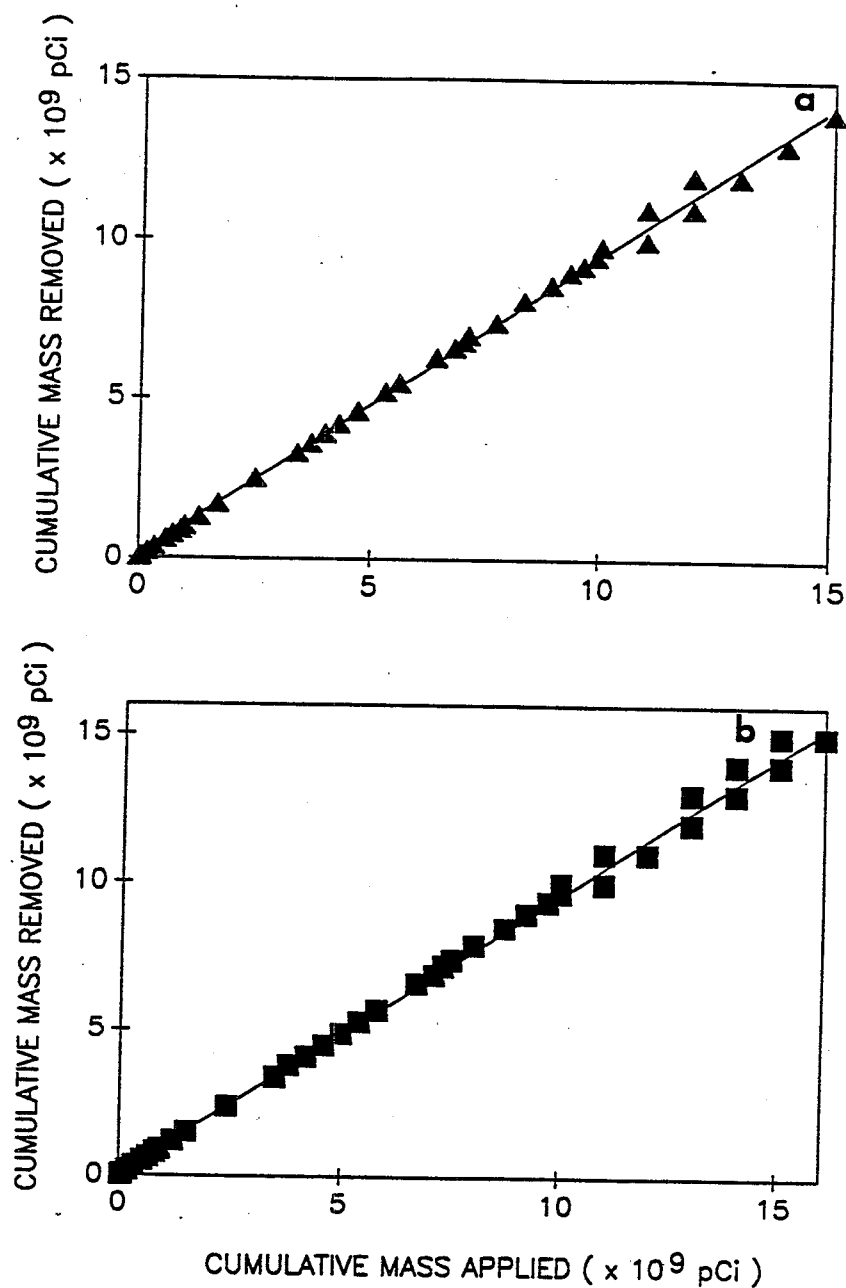 15
a
10
5
0
CUMULATIVE MASS REMOVED ( x 10⁹ pCi )
0 5 10 15
15
b
10
5
0
CUMULATIVE MASS REMOVED ( x 10⁹ pCi )
0 5 10 15
CUMULATIVE MASS APPLIED ( x 10⁹ pCi )